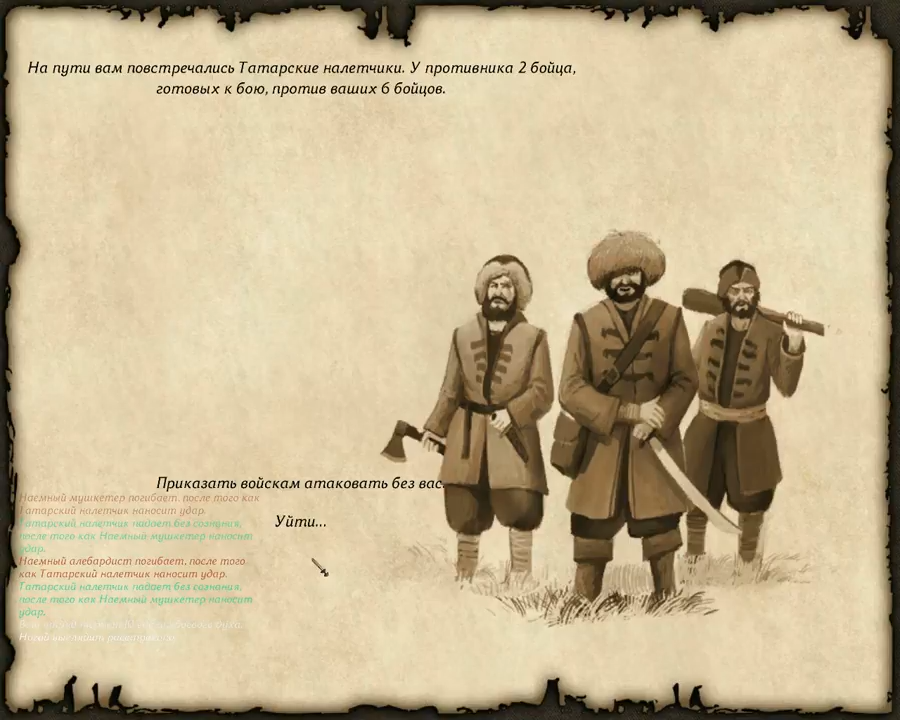 На пути вам повстречались Татарские налетчики. У противника 2 бойца,
готовых к бою, против ваших 6 бойцов.
Приказать войскам атаковать без вас.
Наемный мушкетер погибает, после того как
Татарский налетчик наносит удар.
Татарский налетчик падает без сознания,
после того как Наемный мушкетер наносит
удар.
Уйти...
Наемный алебардист погибает, после того
как Татарский налетчик наносит удар.
Татарский налетчик падает без сознания,
после того как Наемный мушкетер наносит
удар.